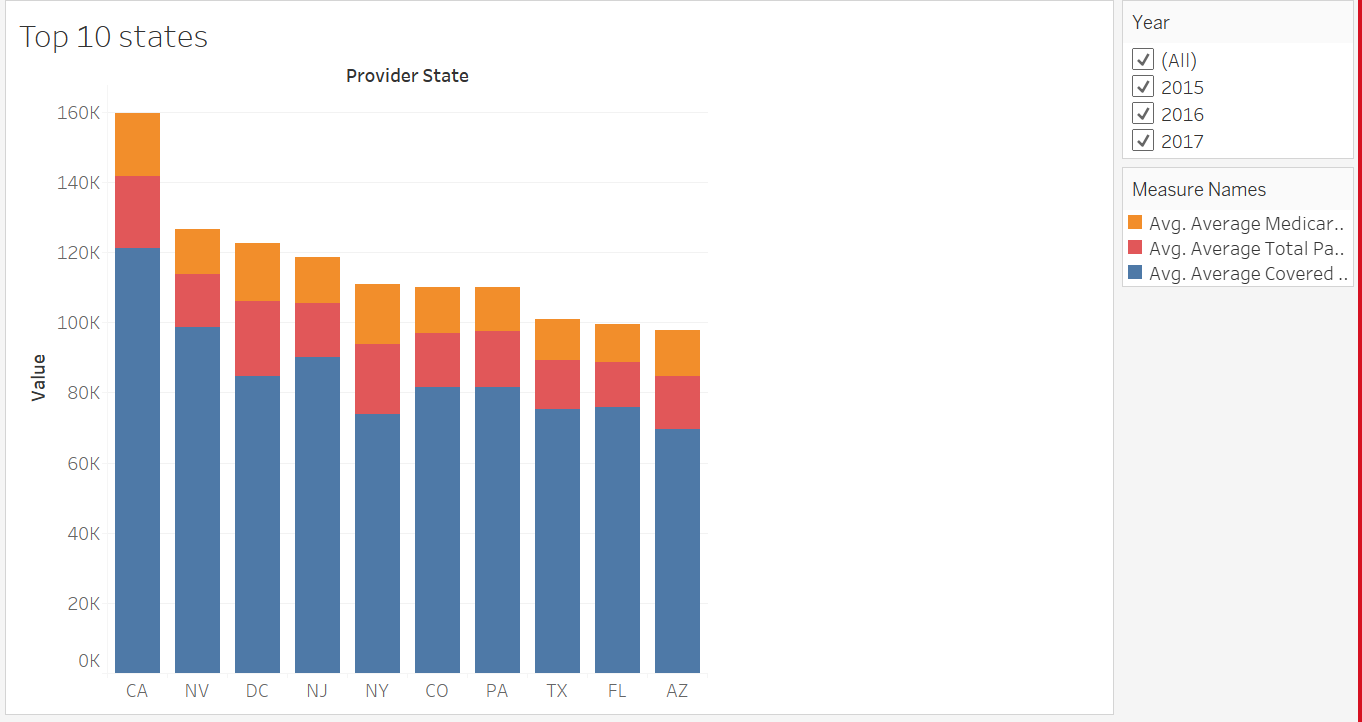 Top 10 states
Provider State
160K
140K
120K
100K
80K
60K
40K
20K
0K
Value
CA NV DC NJ NY CO PA TX FL AZ
Year
(All)
2015
2016
2017
Measure Names
Avg. Average Medicar..
Avg. Average Total Pa..
Avg. Average Covered ..